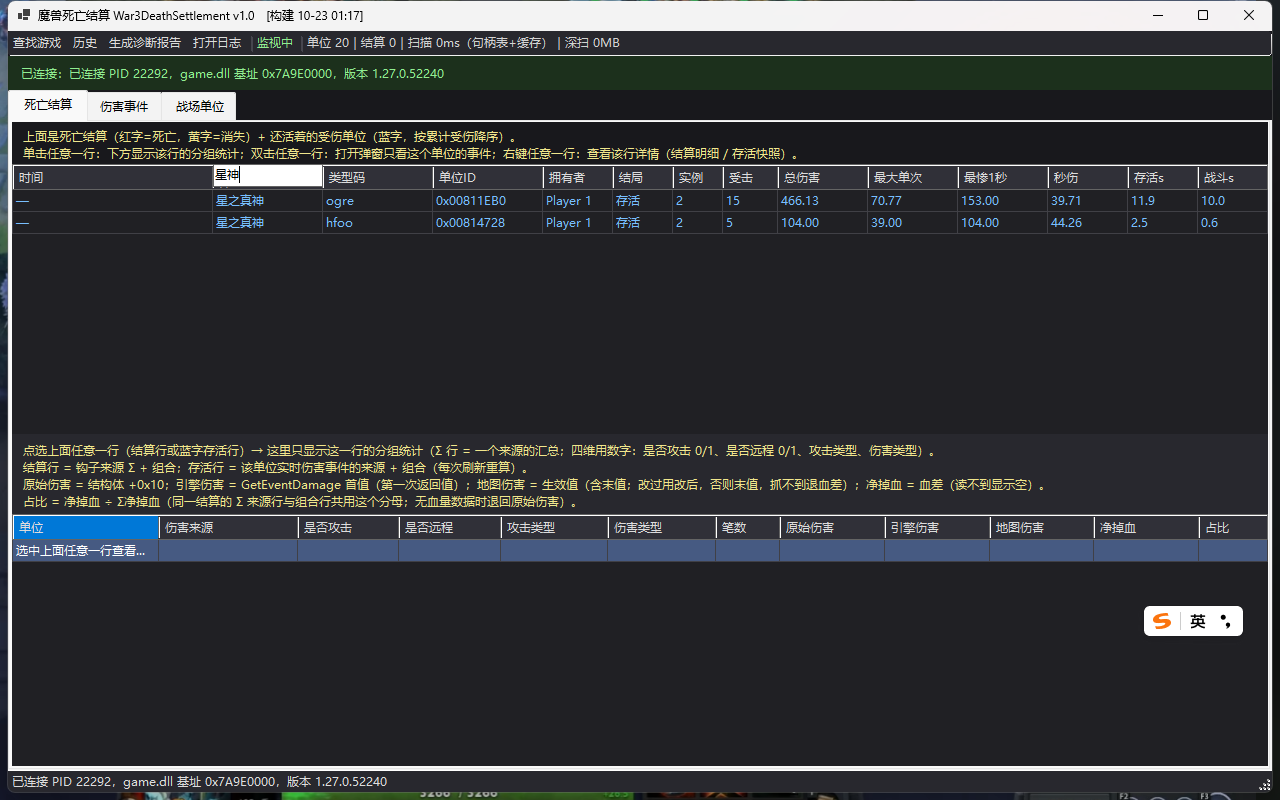 魔兽死亡结算 War3DeathSettlement v1.0 [构建 10-23 01:17]
查找游戏 历史 生成诊断报告 打开日志 | 监视中 | 单位 20 | 结算 0 | 扫描 0ms（句柄表+缓存） | 深扫 0MB
已连接：已连接 PID 22292，game.dll 基址 0x7A9E0000，版本 1.27.0.52240
死亡结算 伤害事件 战场单位
上面是死亡结算（红字=死亡，黄字=消失）+ 还活着的受伤单位（蓝字，按累计受伤降序）。
单击任意一行：下方显示该行的分组统计；双击任意一行：打开弹窗只看这个单位的事件；右键任意一行：查看该行详情（结算明细 / 存活快照）。
时间 星神 类型码 单位ID 拥有者 结局 实例 受击 总伤害 最大单次 最惨1秒 秒伤 存活s 战斗s
— 星之真神 ogre 0x00811EB0 Player 1 存活 2 15 466.13 70.77 153.00 39.71 11.9 10.0
— 星之真神 hfoo 0x00814728 Player 1 存活 2 5 104.00 39.00 104.00 44.26 2.5 0.6
点选上面任意一行（结算行或蓝字存活行）→ 这里只显示这一行的分组统计（Σ 行 = 一个来源的汇总；四维用数字：是否攻击 0/1、是否远程 0/1、攻击类型、伤害类型）。
结算行 = 钩子来源 Σ + 组合；存活行 = 该单位实时伤害事件的来源 + 组合（每次刷新重算）。
原始伤害 = 结构体 +0x10；引擎伤害 = GetEventDamage 首值（第一次返回值）；地图伤害 = 生效值（含末值；改过用改后，否则末值，抓不到退血差）；净掉血 = 血差（读不到显示空）。
占比 = 净掉血 ÷ Σ净掉血（同一结算的 Σ 来源行与组合行共用这个分母；无血量数据时退回原始伤害）。
单位 伤害来源 是否攻击 是否远程 攻击类型 伤害类型 笔数 原始伤害 引擎伤害 地图伤害 净掉血 占比
选中上面任意一行查看...
英
已连接 PID 22292，game.dll 基址 0x7A9E0000，版本 1.27.0.52240